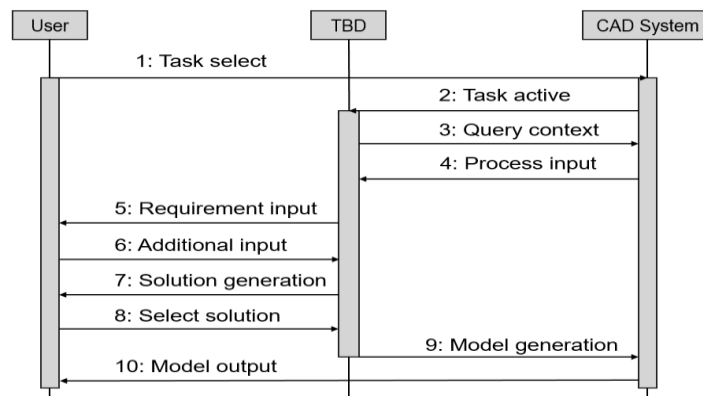 User
TBD
CAD System
1: Task select
2: Task active
3: Query context
4: Process input
5: Requirement input
6: Additional input
7: Solution generation
8: Select solution
9: Model generation
10: Model output